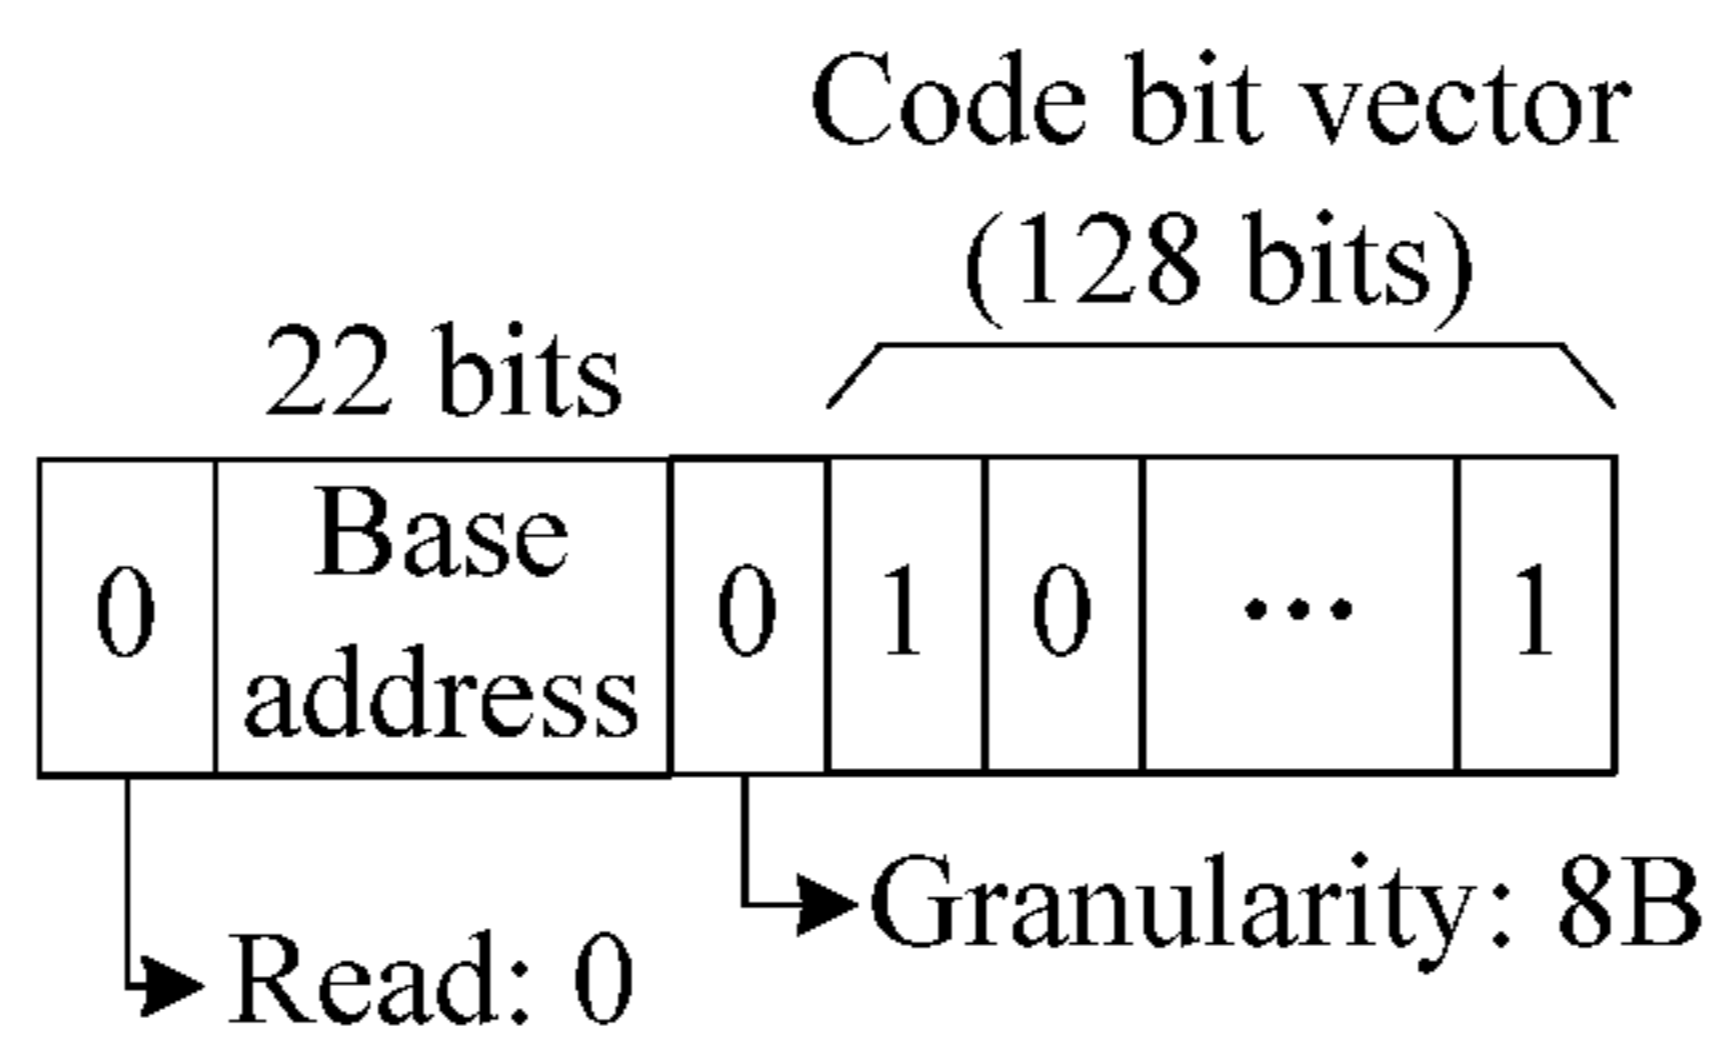 Code bit vector
(128 bits)
22 bits
0 Base address 0 1 0 ··· 1
Granularity: 8B
Read: 0